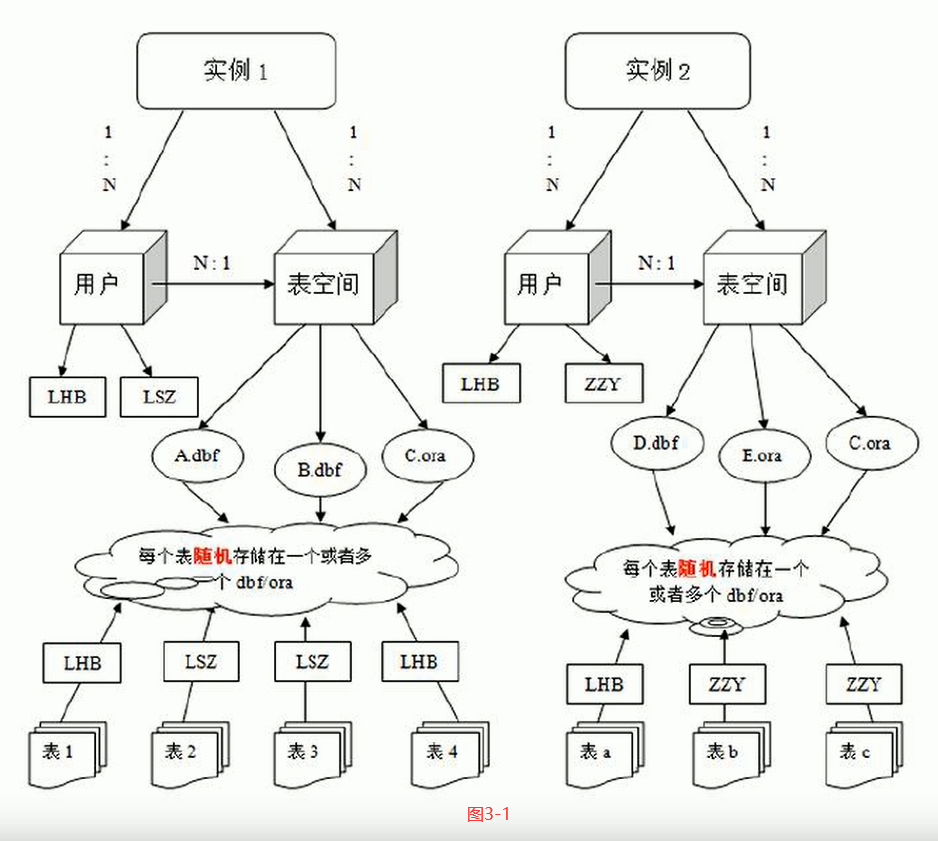 实例 1
实例 2
1
:
N
1
:
N
1
:
N
1
:
N
用户
N : 1
表空间
用户
N : 1
表空间
LHB
LSZ
LHB
ZZY
A.dbf
B.dbf
C.ora
D.dbf
E.ora
C.ora
每个表随机存储在一个或者多
个 dbf/ora
每个表随机存储在一个
或者多个 dbf/ora
LHB
LSZ
LSZ
LHB
LHB
ZZY
ZZY
表 1
表 2
表 3
表 4
表 a
表 b
表 c
图3-1